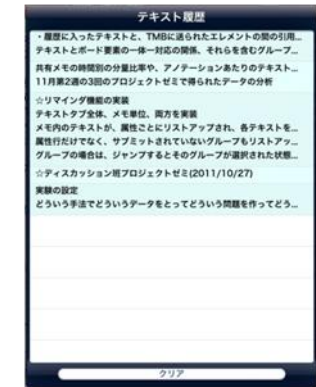 テキスト履歴
・履歴に入ったテキストと、TMBに送られたエレメントの間の引用...
テキストとボード要素の一体一対応の関係、それらを含むグループ...
共有メモの時間別の分量比率や、アノテーションあたりのテキスト...
11月第2週の3回のプロジェクトゼミで得られたデータの分析
☆リマインダ機能の実装
テキストタブ全体、メモ単位、両方を実装
メモ内のテキストが、属性ごとにリストアップされ、各テキストを...
属性行だけでなく、サブミットされていないグループもリストアッ...
グループの場合は、ジャンプするとそのグループが選択された状態...
☆ディスカッション班プロジェクトゼミ(2011/10/27)
実験の設定
どういう手法でどういうデータをとってどういう問題を作ってどう...
クリア